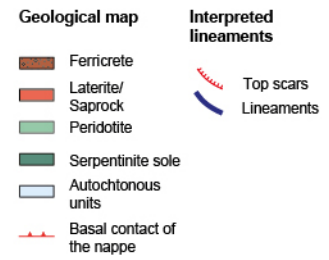 Geological map
Ferricrete
Laterite/
Saprock
Peridotite
Serpentinite sole
Autochtonous
units
Basal contact of
the nappe
Interpreted
lineaments
Top scars
Lineaments